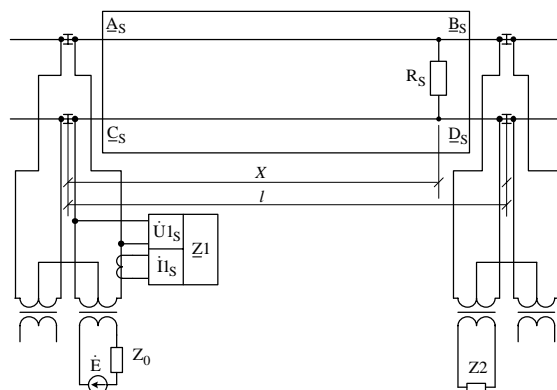 A_S B_S
R_S
C_S D_S
X
l
U̇1_S
Z1
İ1_S
Z_0
Ė
Z2